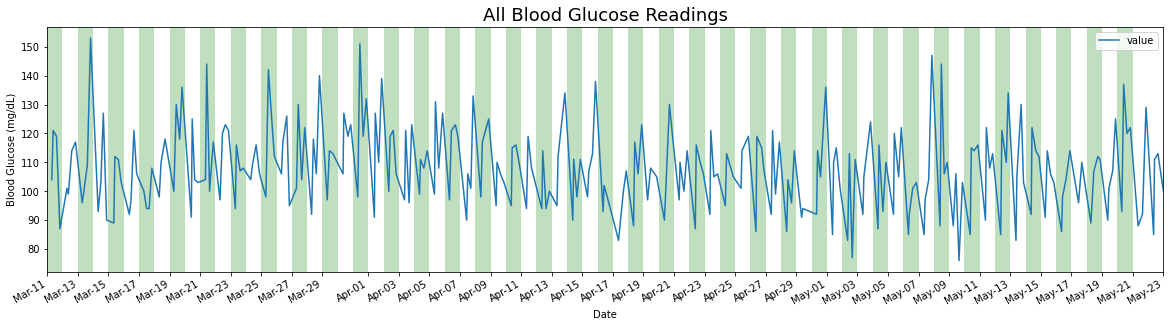 All Blood Glucose Readings
value
Blood Glucose (mg/dL)
150
140
130
120
110
100
90
80
Mar-11 Mar-13 Mar-15 Mar-17 Mar-19 Mar-21 Mar-23 Mar-25 Mar-27 Mar-29 Apr-01 Apr-03 Apr-05 Apr-07 Apr-09 Apr-11 Apr-13 Apr-15 Apr-17 Apr-19 Apr-21 Apr-23 Apr-25 Apr-27 Apr-29 May-01 May-03 May-05 May-07 May-09 May-11 May-13 May-15 May-17 May-19 May-21 May-23
Date